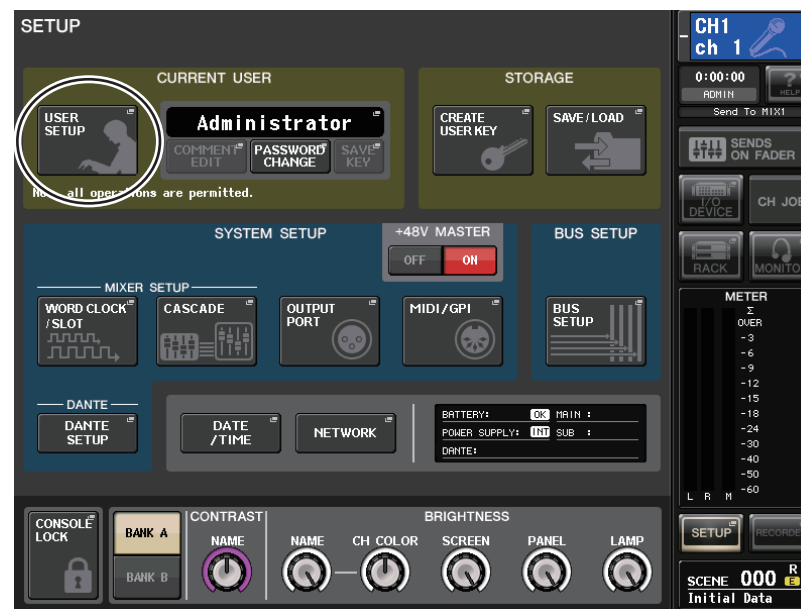 SETUP
CURRENT USER
USER SETUP
Administrator
COMMENT EDIT
PASSWORD CHANGE
SAVE KEY
all operations are permitted.
STORAGE
CREATE USER KEY
SAVE/LOAD
SYSTEM SETUP
+48V MASTER
OFF
ON
BUS SETUP
MIXER SETUP
WORD CLOCK /SLOT
CASCADE
OUTPUT PORT
MIDI/GPI
BUS SETUP
DANTE
DANTE SETUP
DATE /TIME
NETWORK
BATTERY: OK MAIN :
POWER SUPPLY: INT SUB :
DANTE:
CONSOLE LOCK
BANK A
BANK B
CONTRAST
NAME
BRIGHTNESS
NAME
CH COLOR
SCREEN
PANEL
LAMP
CH1
ch 1
0:00:00
ADMIN
?
HELP
Send To MIX1
SENDS ON FADER
I/O DEVICE
CH JOB
RACK
MONITO
METER
Σ
OVER
-3
-6
-9
-12
-15
-18
-24
-30
-40
-50
-60
L R M
SETUP
RECORDE
SCENE 000 R E
Initial Data